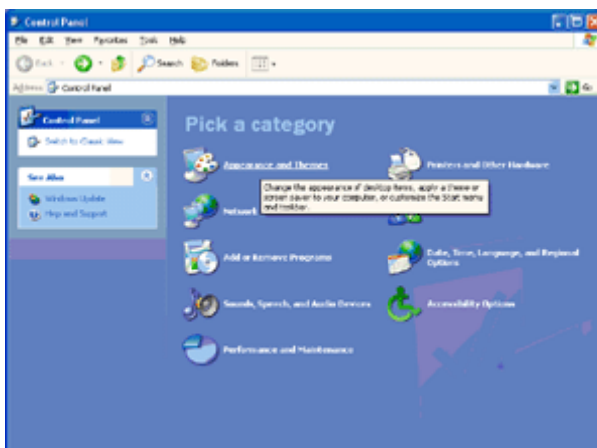 Control Panel
File Edit View Favorites Tools Help
Back Search Folders
Address Control Panel Go
Control Panel
Switch to Classic View
See Also
Windows Update
Help and Support
Pick a category
Appearance and Themes
Printers and Other Hardware
Change the appearance of desktop items, apply a theme or
screen saver to your computer, or customize the Start menu
and taskbar.
Network
Add or Remove Programs
Date, Time, Language, and Regional
Options
Sounds, Speech, and Audio Devices
Accessibility Options
Performance and Maintenance